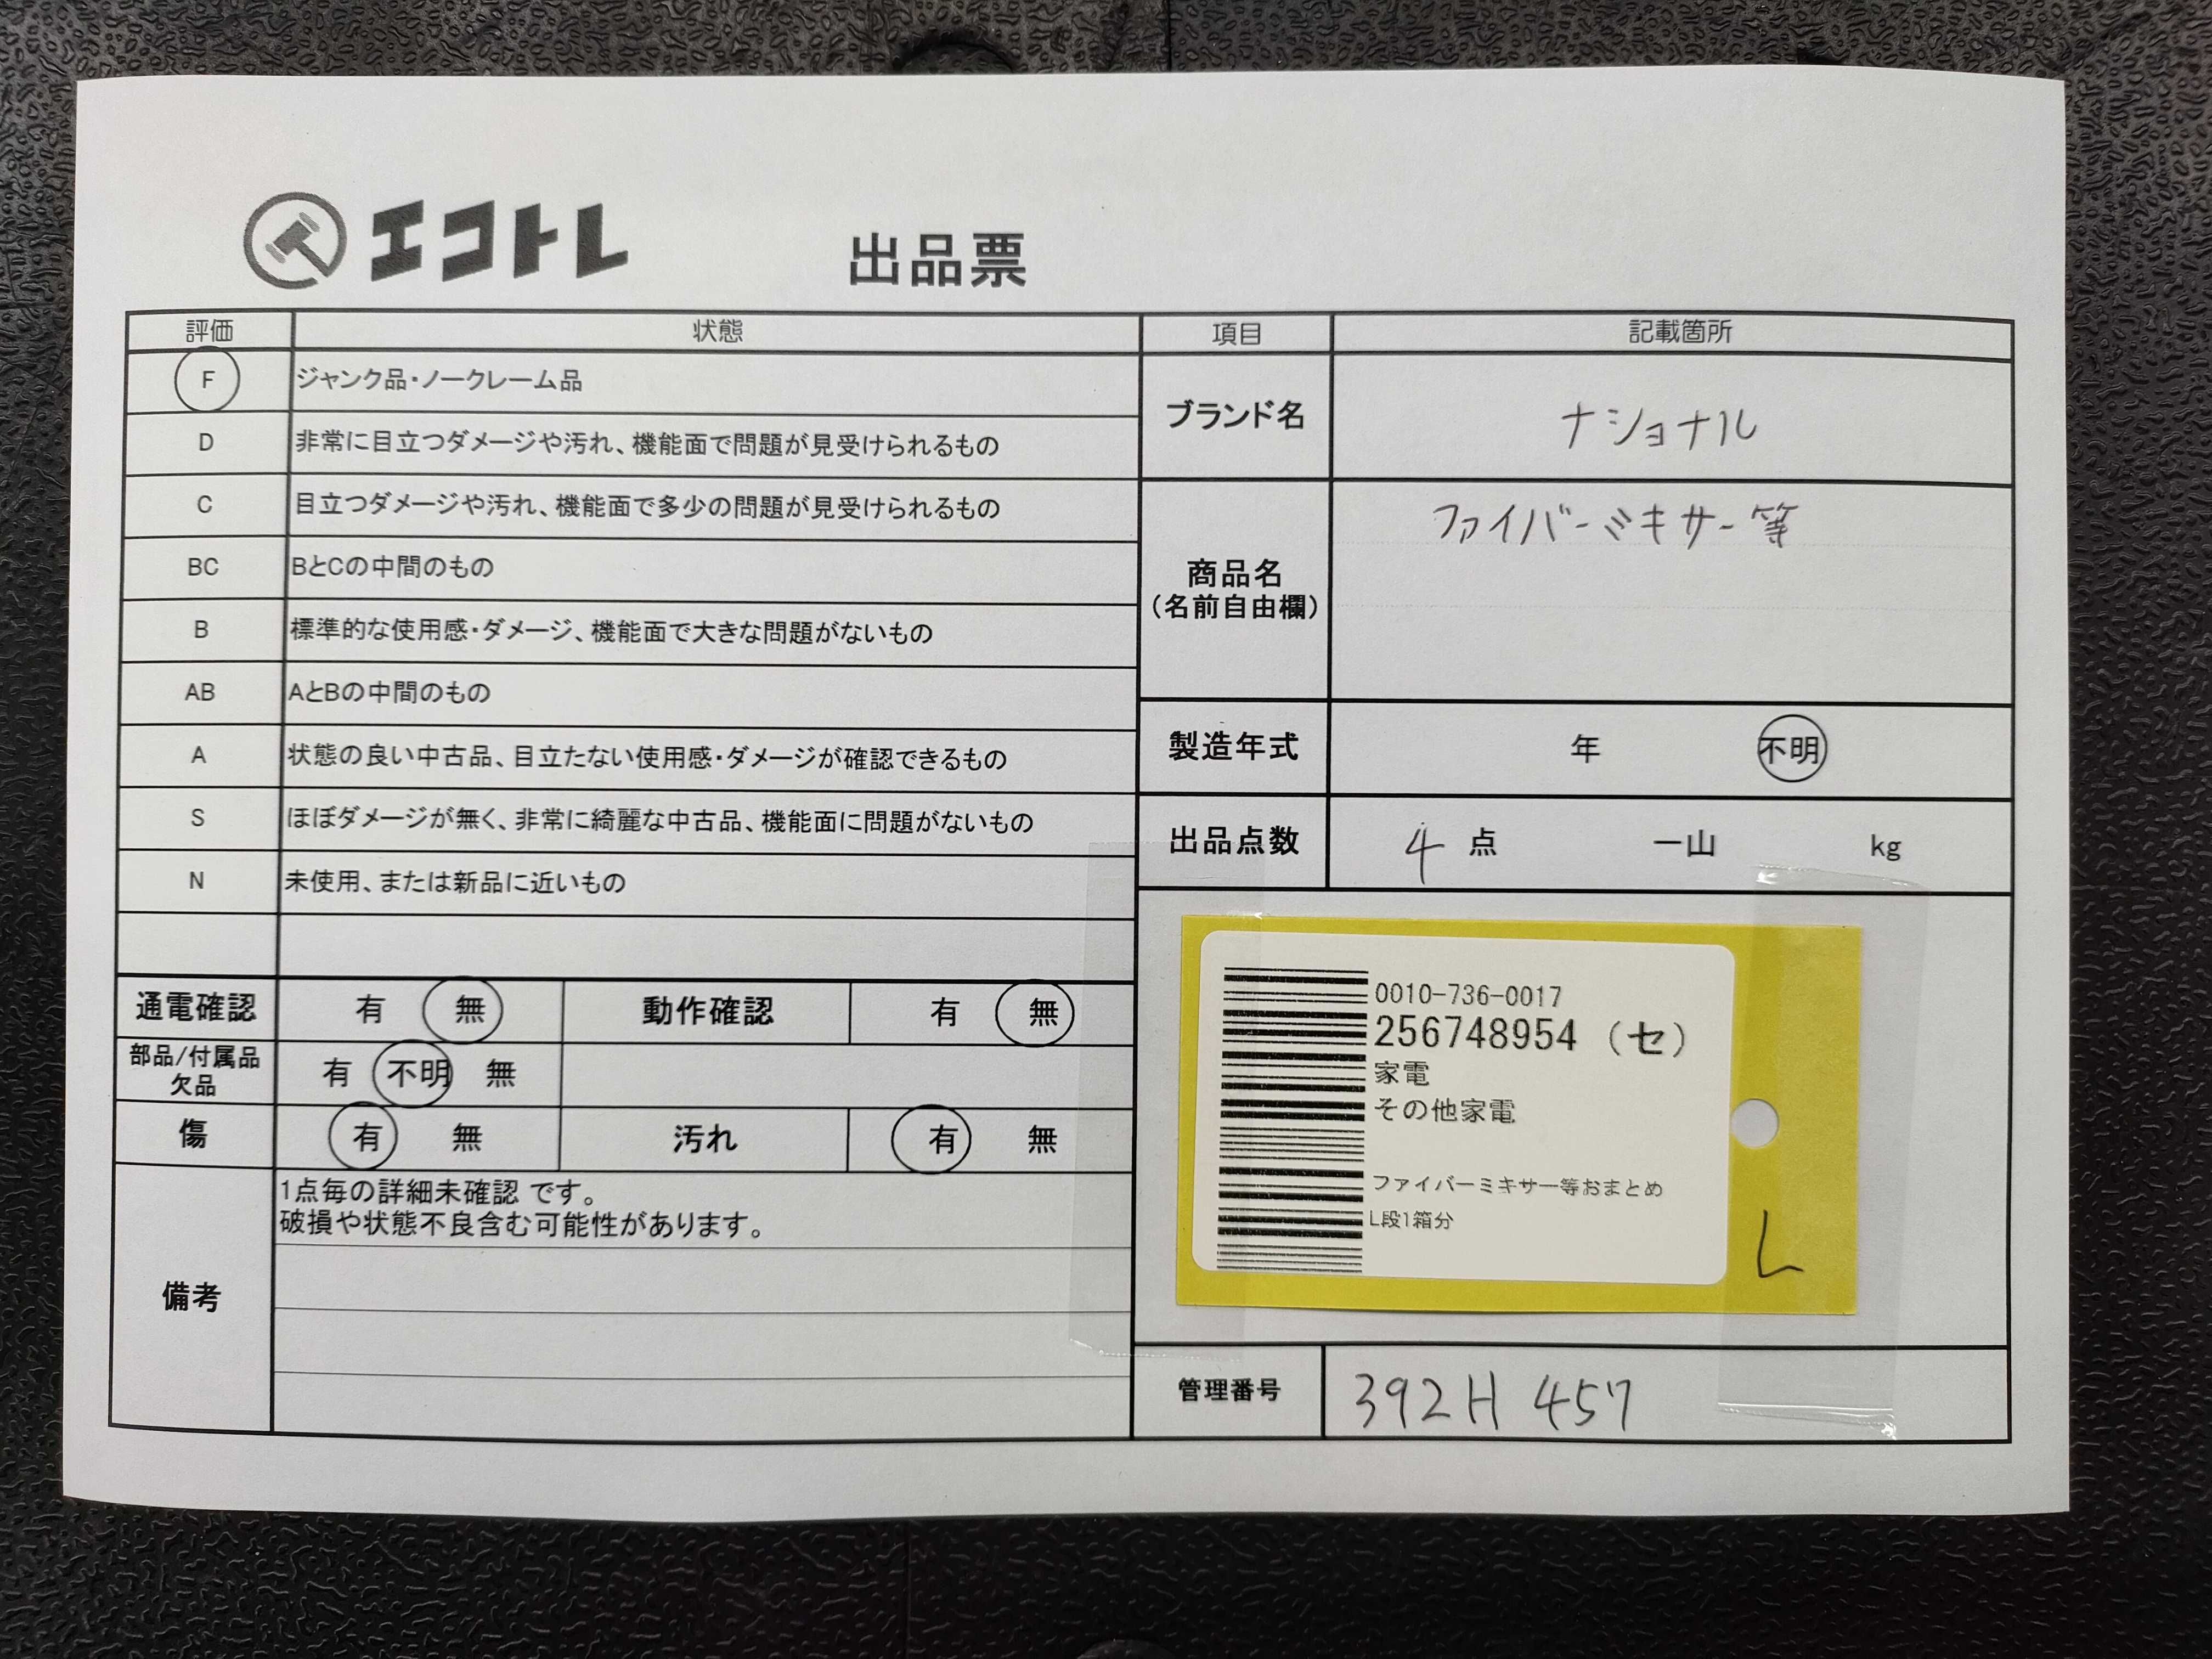 エコトレ
出品票
評価 状態
F ジャンク品・ノークレーム品
D 非常に目立つダメージや汚れ、機能面で問題が見受けられるもの
C 目立つダメージや汚れ、機能面で多少の問題が見受けられるもの
BC BとCの中間のもの
B 標準的な使用感・ダメージ、機能面で大きな問題がないもの
AB AとBの中間のもの
A 状態の良い中古品、目立たない使用感・ダメージが確認できるもの
S ほぼダメージが無く、非常に綺麗な中古品、機能面に問題がないもの
N 未使用、または新品に近いもの
通電確認 有 無 動作確認 有 無
部品/付属品
欠品 有 不明 無
傷 有 無 汚れ 有 無
備考
1点毎の詳細未確認 です。
破損や状態不良含む可能性があります。
項目 記載箇所
ブランド名 ナショナル
商品名
(名前自由欄)
ファイバーミキサー等
製造年式 年 不明
出品点数 4 点 一山 kg
0010-736-0017
256748954 (セ)
家電
その他家電
ファイバーミキサー等おまとめ
L段1箱分
L
管理番号 392H 457